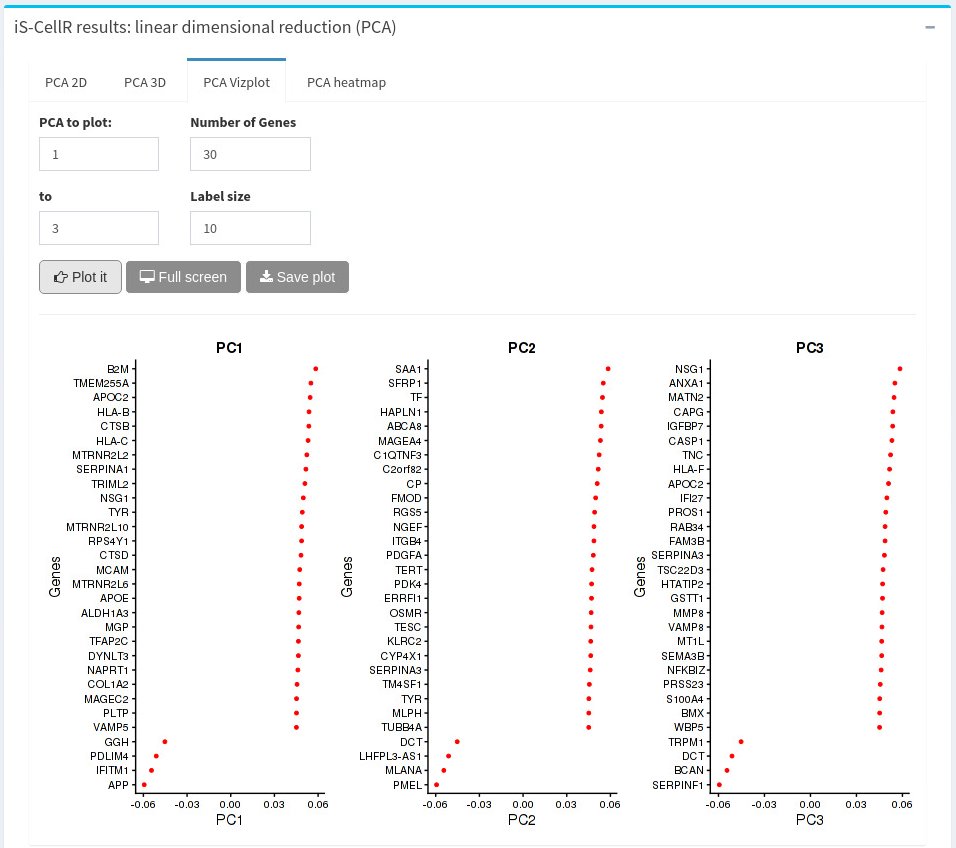 iS-CellR results: linear dimensional reduction (PCA)
PCA 2D PCA 3D PCA Vizplot PCA heatmap
PCA to plot: Number of Genes
1 30
to Label size
3 10
Plot it Full screen Save plot
PC1
B2M
TMEM255A
APOC2
HLA-B
CTSB
HLA-C
MTRNR2L2
SERPINA1
TRIML2
NSG1
TYR
MTRNR2L10
RPS4Y1
CTSD
MCAM
MTRNR2L6
APOE
ALDH1A3
MGP
TFAP2C
DYNLT3
NAPRT1
COL1A2
MAGEC2
PLTP
VAMP5
GGH
PDLIM4
IFITM1
APP
Genes
-0.06 -0.03 0.00 0.03 0.06
PC1
PC2
SAA1
SFRP1
TF
HAPLN1
ABCA8
MAGEA4
C1QTNF3
C2orf82
CP
FMOD
RGS5
NGEF
ITGB4
PDGFA
TERT
PDK4
ERRFI1
OSMR
TESC
KLRC2
CYP4X1
SERPINA3
TM4SF1
TYR
MLPH
TUBB4A
DCT
LHFPL3-AS1
MLANA
PMEL
Genes
-0.06 -0.03 0.00 0.03 0.06
PC2
PC3
NSG1
ANXA1
MATN2
CAPG
IGFBP7
CASP1
TNC
HLA-F
APOC2
IFI27
PROS1
RAB34
FAM3B
SERPINA3
TSC22D3
HTATIP2
GSTT1
MMP8
VAMP8
MT1L
SEMA3B
NFKBIZ
PRSS23
S100A4
BMX
WBP5
TRPM1
DCT
BCAN
SERPINF1
Genes
-0.06 -0.03 0.00 0.03 0.06
PC3